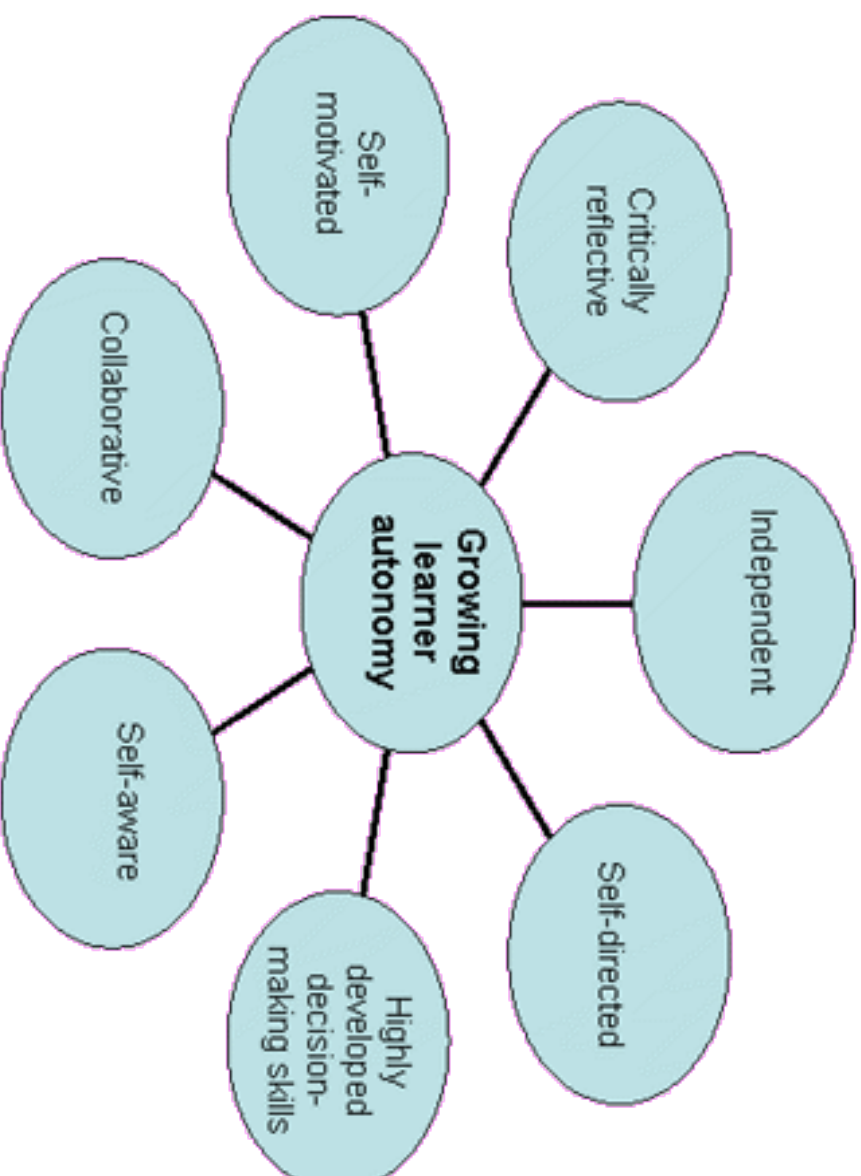 Independent
Critically
reflective
Self-directed
Growing
learner
autonomy
Self-
motivated
Highly
developed
decision-
making skills
Collaborative
Self-aware